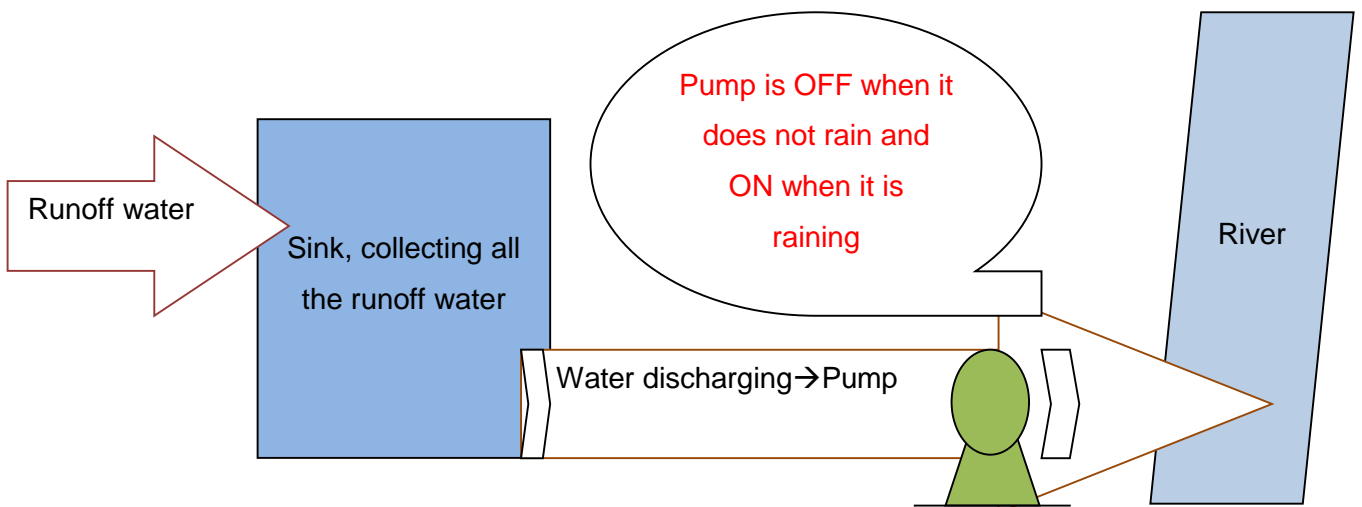 Runoff water
Sink, collecting all
the runoff water
Pump is OFF when it
does not rain and
ON when it is
raining
Water discharging→Pump
River